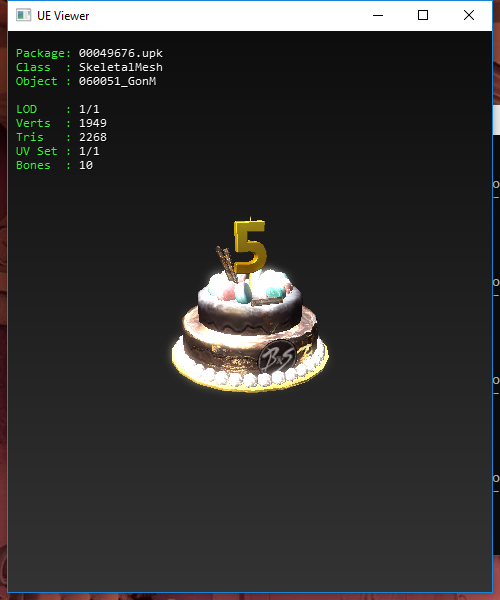 UE Viewer
Package: 00049676.upk
Class : SkeletalMesh
Object : 060051_GonM
LOD : 1/1
Verts : 1949
Tris : 2268
UV Set : 1/1
Bones : 10
5
B&S